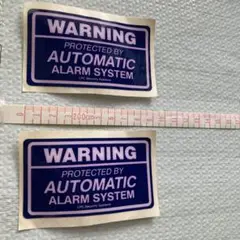 WARNING
PROTECTED BY
AUTOMATIC
ALARM SYSTEM
WARNING
PROTECTED BY
AUTOMATIC
ALARM SYSTEM